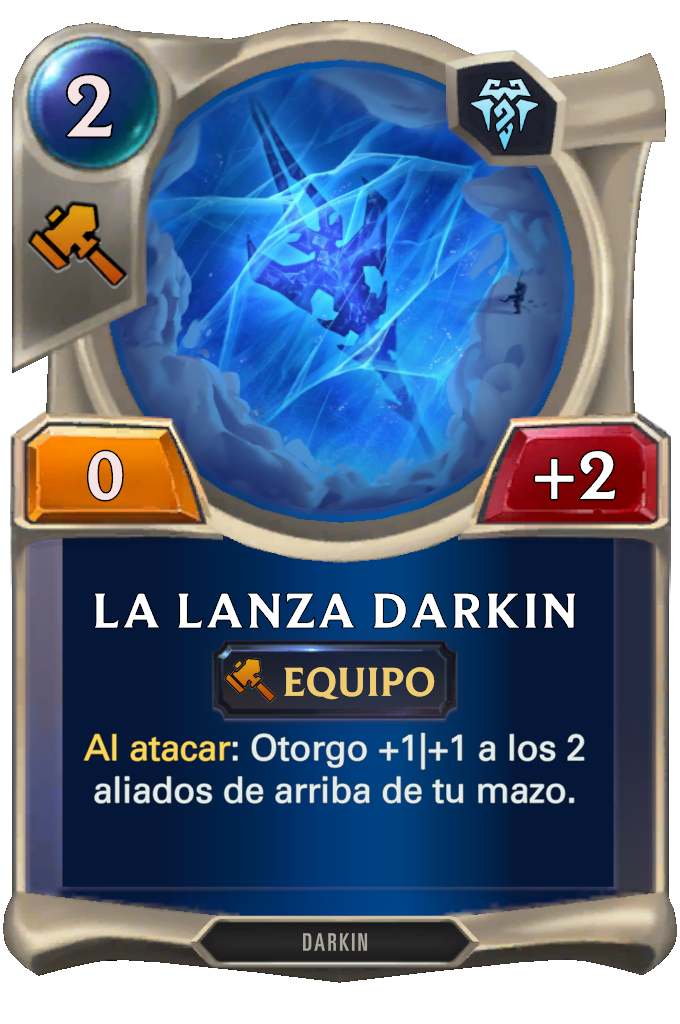 2
0
+2
LA LANZA DARKIN
EQUIPO
Al atacar: Otorgo +1|+1 a los 2
aliados de arriba de tu mazo.
DARKIN